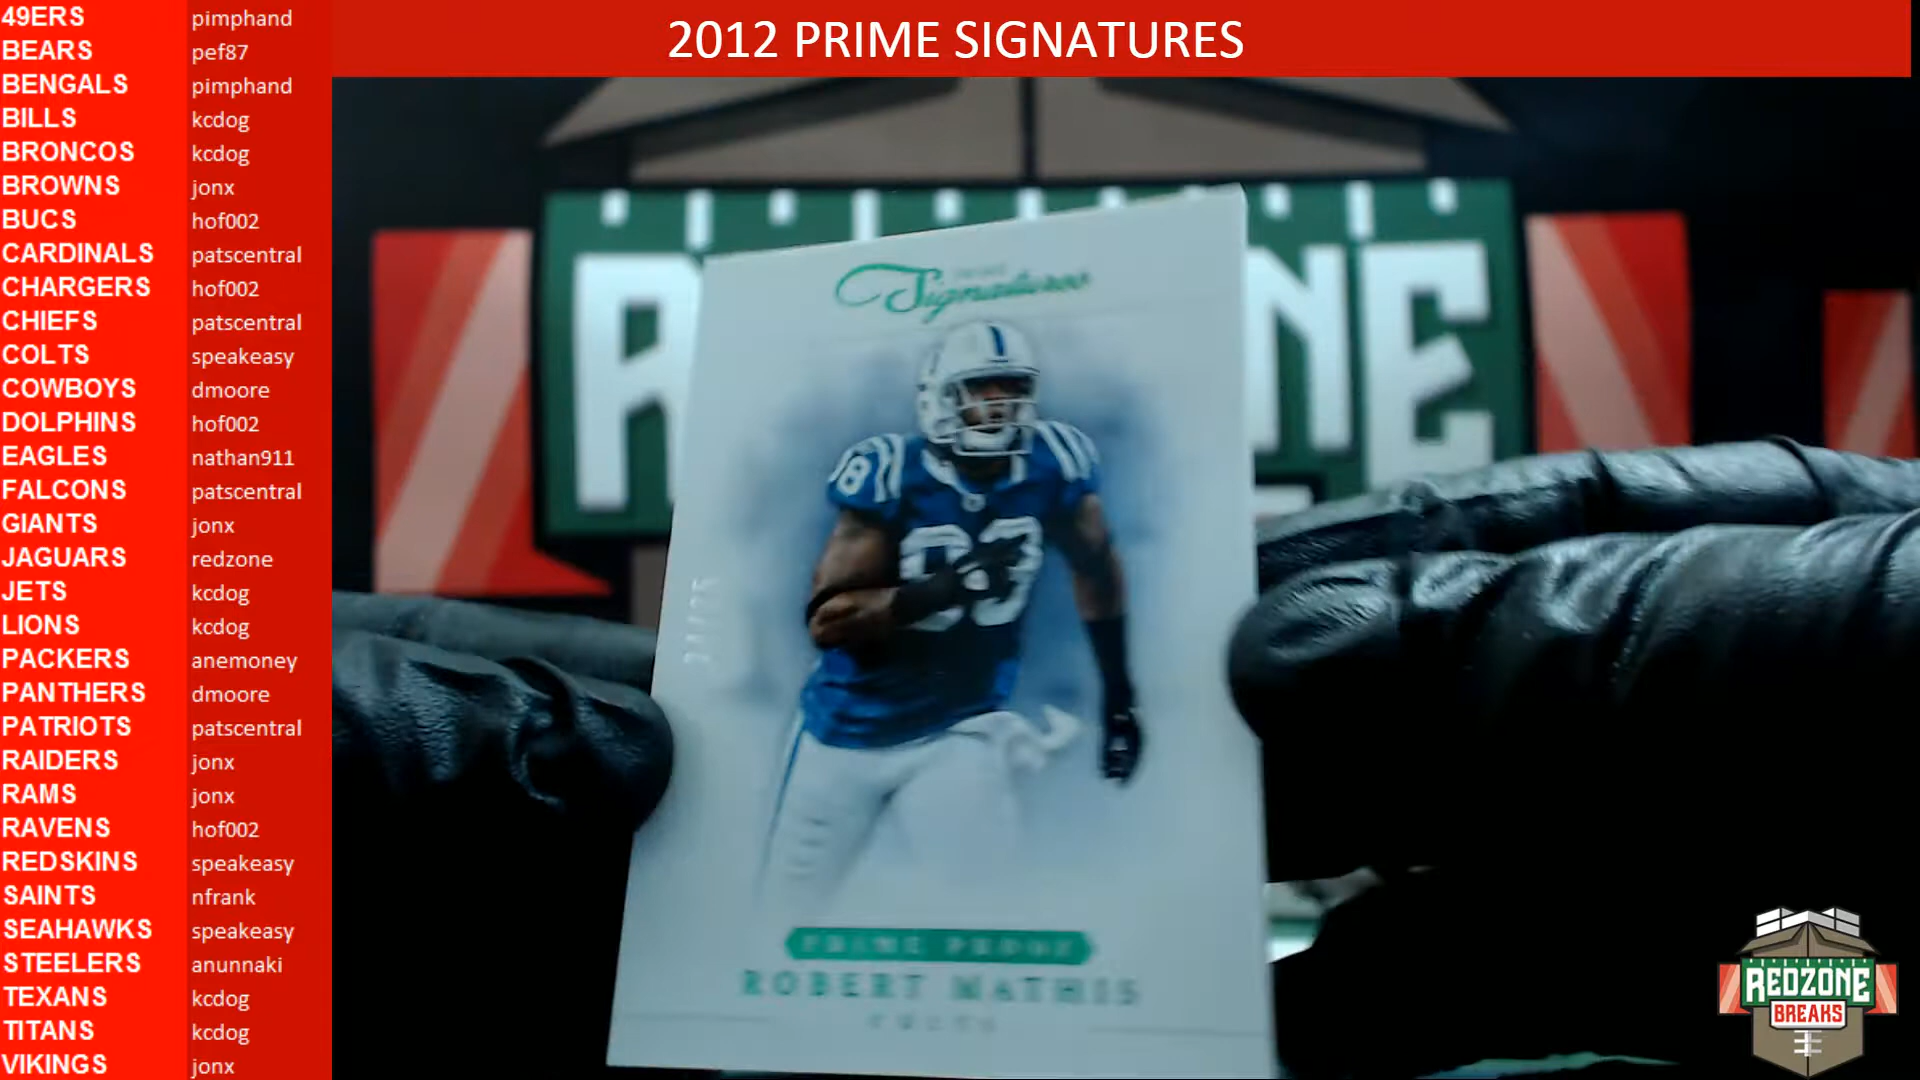 2012 PRIME SIGNATURES
49ERS pimphand
BEARS pef87
BENGALS pimphand
BILLS kcdog
BRONCOS kcdog
BROWNS jonx
BUCS hof002
CARDINALS patscentral
CHARGERS hof002
CHIEFS patscentral
COLTS speakeasy
COWBOYS dmoore
DOLPHINS hof002
EAGLES nathan911
FALCONS patscentral
GIANTS jonx
JAGUARS redzone
JETS kcdog
LIONS kcdog
PACKERS anemoney
PANTHERS dmoore
PATRIOTS patscentral
RAIDERS jonx
RAMS jonx
RAVENS hof002
REDSKINS speakeasy
SAINTS nfrank
SEAHAWKS speakeasy
STEELERS anunnaki
TEXANS kcdog
TITANS kcdog
VIKINGS jonx
Signatures
98
PRIME PROOF
ROBERT MATHIS
COLTS
REDZONE
BREAKS